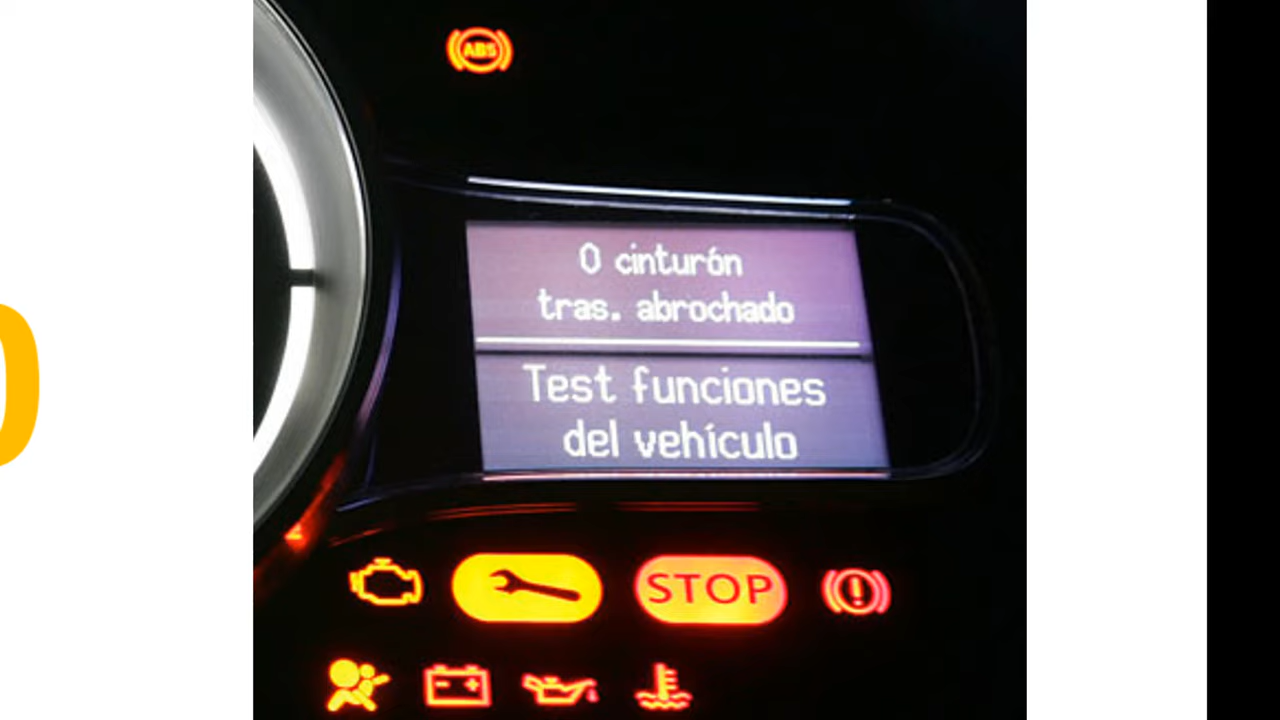 ABS
0 cinturón
tras. abrochado
Test funciones
del vehículo
STOP